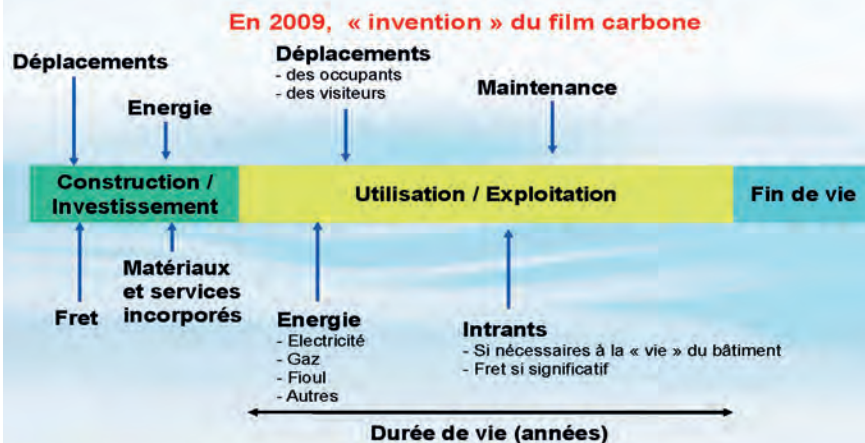 En 2009, « invention » du film carbone
Déplacements
Energie
Déplacements
- des occupants
- des visiteurs
Maintenance
Construction /
Investissement
Utilisation / Exploitation
Fin de vie
Fret
Matériaux
et services
incorporés
Energie
- Electricité
- Gaz
- Fioul
- Autres
Intrants
- Si nécessaires à la « vie » du bâtiment
- Fret si significatif
Durée de vie (années)